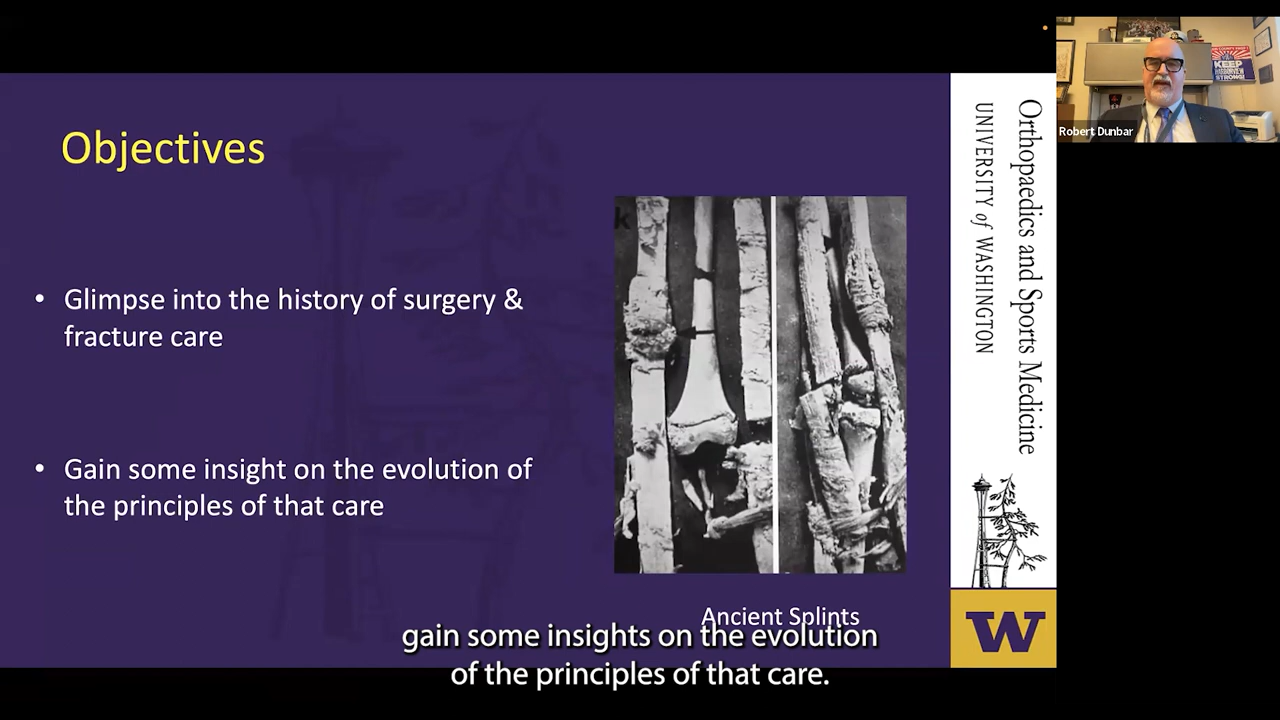 Objectives
• Glimpse into the history of surgery &
fracture care
• Gain some insight on the evolution of
the principles of that care
k
Ancient Splints
gain some insights on the evolution
of the principles of that care.
Orthopaedics and Sports Medicine
UNIVERSITY of WASHINGTON
W
KEEP
HARBORVIEW
STRONG!
Robert Dunbar